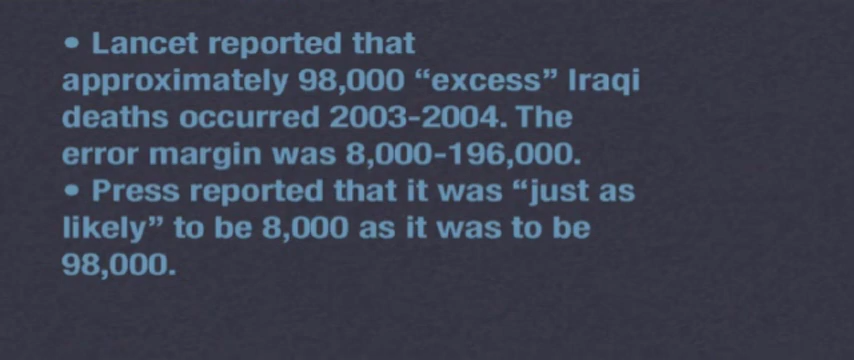 • Lancet reported that
approximately 98,000 “excess” Iraqi
deaths occurred 2003-2004. The
error margin was 8,000-196,000.
• Press reported that it was “just as
likely” to be 8,000 as it was to be
98,000.